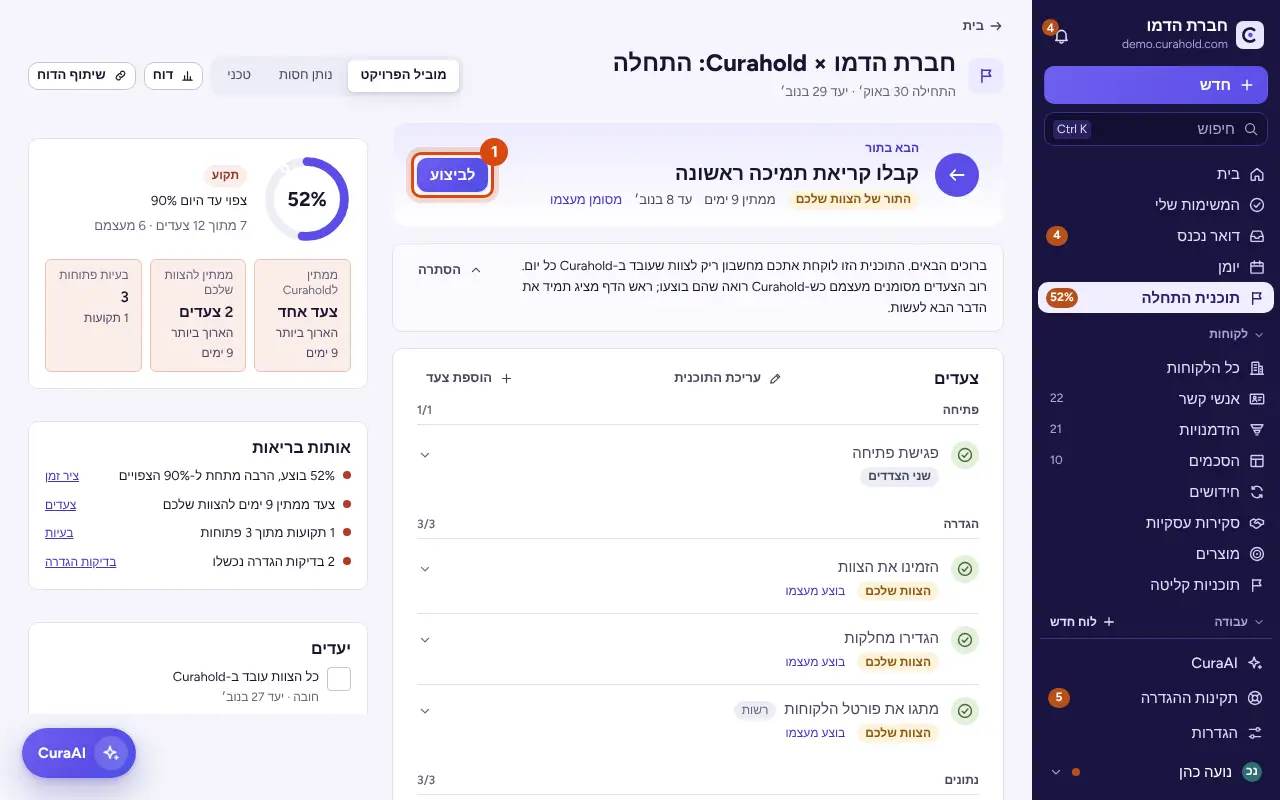 חברת הדמו
demo.curahold.com
4
חדש
חיפוש
Ctrl K
בית
המשימות שלי
דואר נכנס
4
יומן
תוכנית התחלה
52%
לקוחות
כל הלקוחות
אנשי קשר
22
הזדמנויות
21
הסכמים
10
חידושים
סקירות עסקיות
מוצרים
תוכניות קליטה
עבודה
לוח חדש
CuraAI
תקינות ההגדרה
5
הגדרות
נועה כהן
נכ
בית
חברת הדמו × Curahold: התחלה
התחילה 30 באוק׳ · יעד 29 בנוב׳
מוביל הפרויקט
נותן חסות
טכני
דוח
שיתוף הדוח
הבא בתור
קבלו קריאת תמיכה ראשונה
התור של הצוות שלכם
ממתין 9 ימים
עד 8 בנוב׳
מסומן מעצמו
לביצוע
1
ברוכים הבאים. התוכנית הזו לוקחת אתכם מחשבון ריק לצוות שעובד ב-Curahold כל יום.
רוב הצעדים מסומנים מעצמם כש-Curahold רואה שהם בוצעו; ראש הדף מציג תמיד את
הדבר הבא לעשות.
הסתרה
צעדים
עריכת התוכנית
הוספת צעד
פתיחה
1/1
פגישת פתיחה
שני הצדדים
הגדרה
3/3
הזמינו את הצוות
הצוות שלכם
בוצע מעצמו
הגדירו מחלקות
הצוות שלכם
בוצע מעצמו
מתגו את פורטל הלקוחות
רשות
הצוות שלכם
בוצע מעצמו
נתונים
3/3
52%
תקוע
צפוי עד היום 90%
7 מתוך 12 צעדים · 6 מעצמם
ממתין לCurahold
צעד אחד
הארוך ביותר
9 ימים
ממתין להצוות שלכם
2 צעדים
הארוך ביותר
9 ימים
בעיות פתוחות
3
1 תקועות
אותות בריאות
52% בוצע, הרבה מתחת ל-90% הצפויים
ציר זמן
צעד ממתין 9 ימים להצוות שלכם
צעדים
1 תקועות מתוך 3 פתוחות
בעיות
2 בדיקות הגדרה נכשלו
בדיקות הגדרה
יעדים
כל הצוות עובד ב-Curahold
חובה · יעד 27 בנוב׳
CuraAI